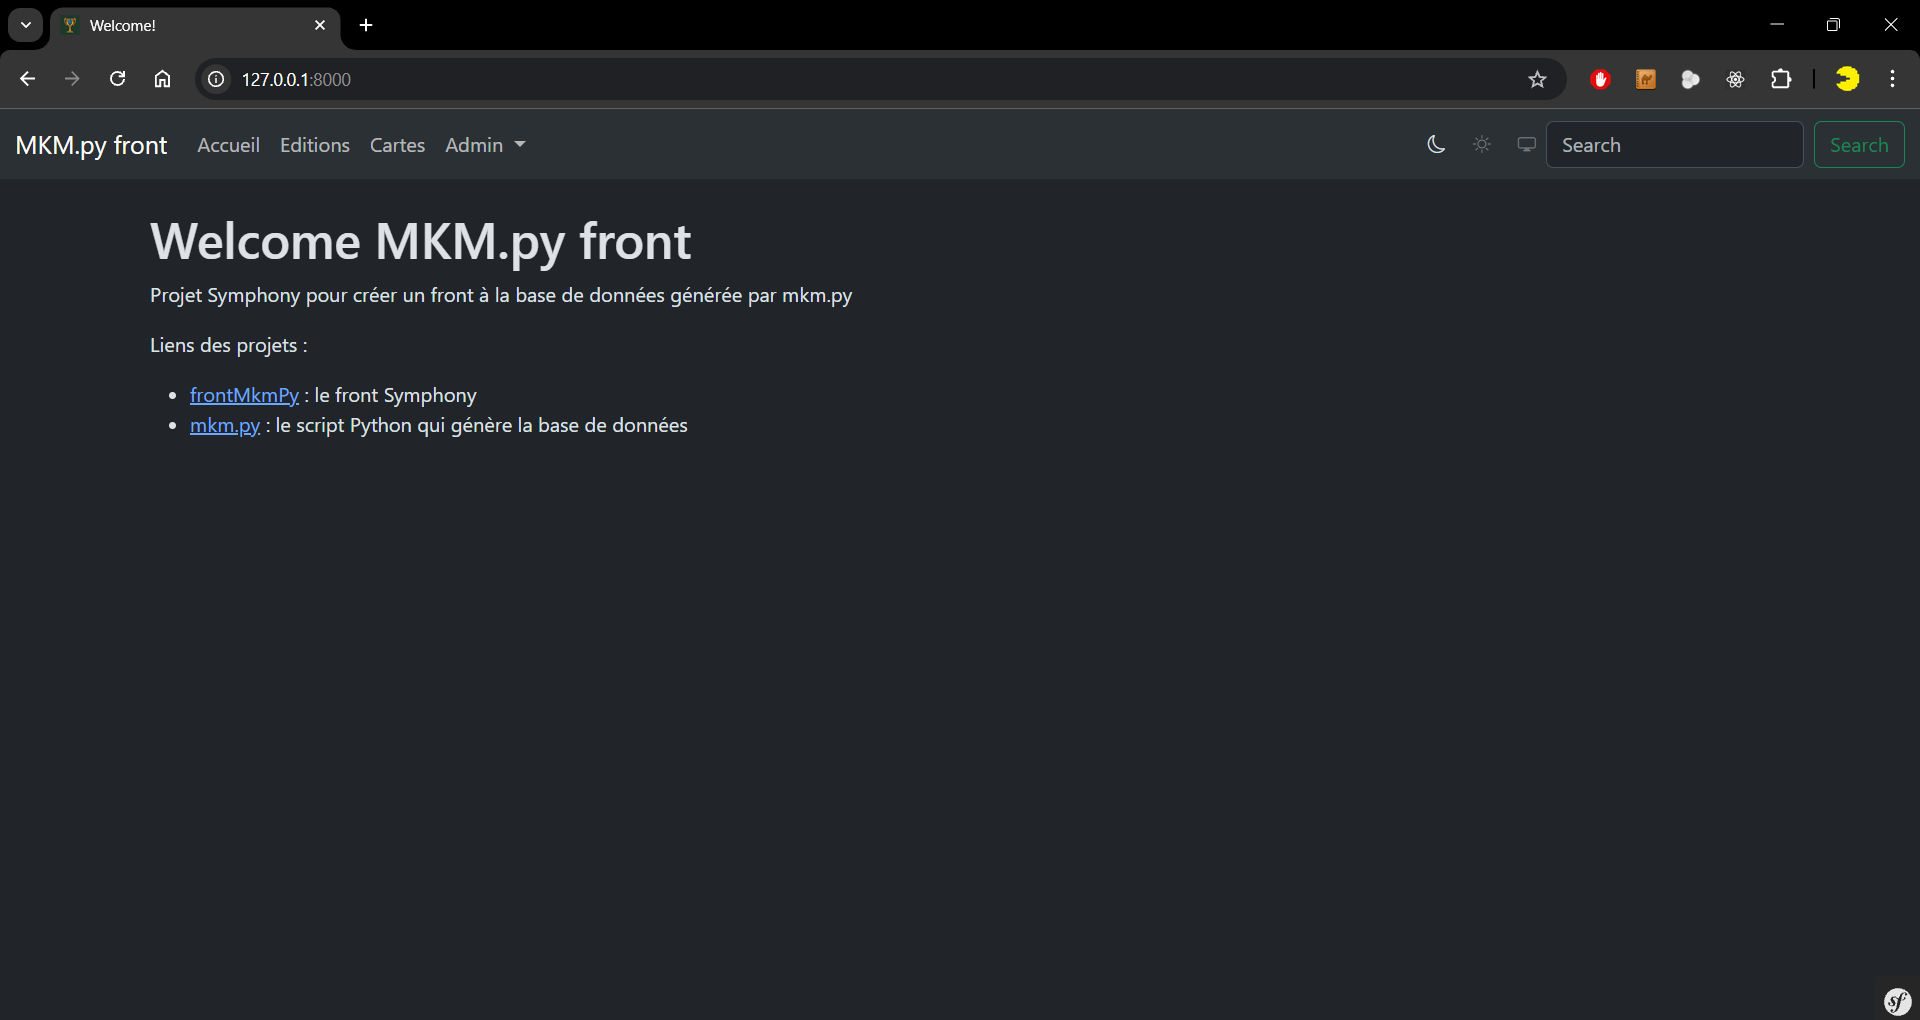 Welcome!
127.0.0.1:8000
MKM.py front Accueil Editions Cartes Admin Search Search
Welcome MKM.py front
Projet Symphony pour créer un front à la base de données générée par mkm.py
Liens des projets :
frontMkmPy : le front Symphony
mkm.py : le script Python qui génère la base de données
sf